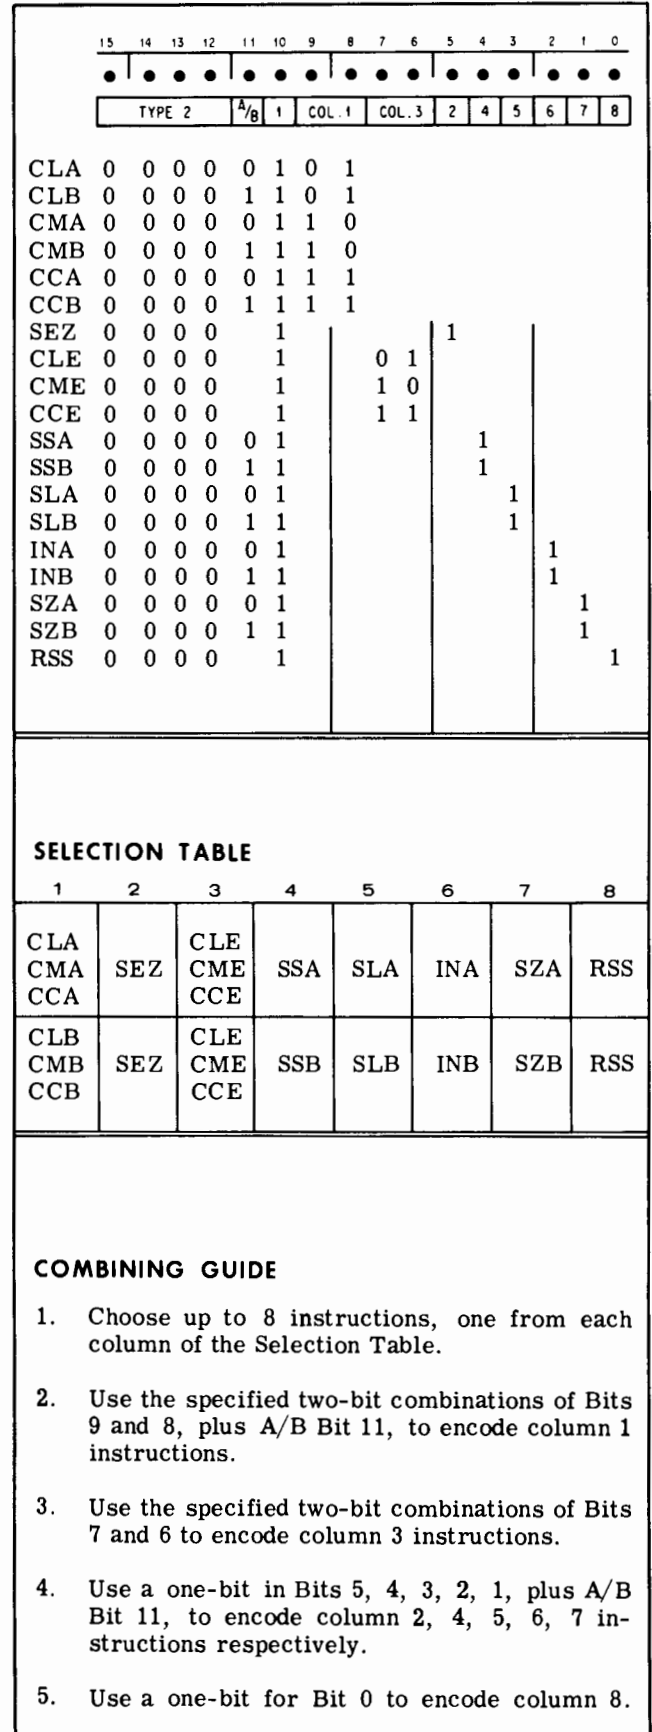 15 14 13 12 11 10 9 8 7 6 5 4 3 2 1 0
TYPE 2 A/B 1 COL.1 COL.3 2 4 5 6 7 8
CLA 0 0 0 0 0 1 0 1
CLB 0 0 0 0 1 1 0 1
CMA 0 0 0 0 0 1 1 0
CMB 0 0 0 0 1 1 1 0
CCA 0 0 0 0 0 1 1 1
CCB 0 0 0 0 1 1 1 1
SEZ 0 0 0 0 1 1
CLE 0 0 0 0 1 0 1
CME 0 0 0 0 1 1 0
CCE 0 0 0 0 1 1 1
SSA 0 0 0 0 0 1 1
SSB 0 0 0 0 1 1 1
SLA 0 0 0 0 0 1 1
SLB 0 0 0 0 1 1 1
INA 0 0 0 0 0 1 1
INB 0 0 0 0 1 1 1
SZA 0 0 0 0 0 1 1
SZB 0 0 0 0 1 1 1
RSS 0 0 0 0 1 1
SELECTION TABLE
1 2 3 4 5 6 7 8
CLA CLE
CMA SEZ CME SSA SLA INA SZA RSS
CCA CCE
CLB CLE
CMB SEZ CME SSB SLB INB SZB RSS
CCB CCE
COMBINING GUIDE
1. Choose up to 8 instructions, one from each
column of the Selection Table.
2. Use the specified two-bit combinations of Bits
9 and 8, plus A/B Bit 11, to encode column 1
instructions.
3. Use the specified two-bit combinations of Bits
7 and 6 to encode column 3 instructions.
4. Use a one-bit in Bits 5, 4, 3, 2, 1, plus A/B
Bit 11, to encode column 2, 4, 5, 6, 7 in-
structions respectively.
5. Use a one-bit for Bit 0 to encode column 8.